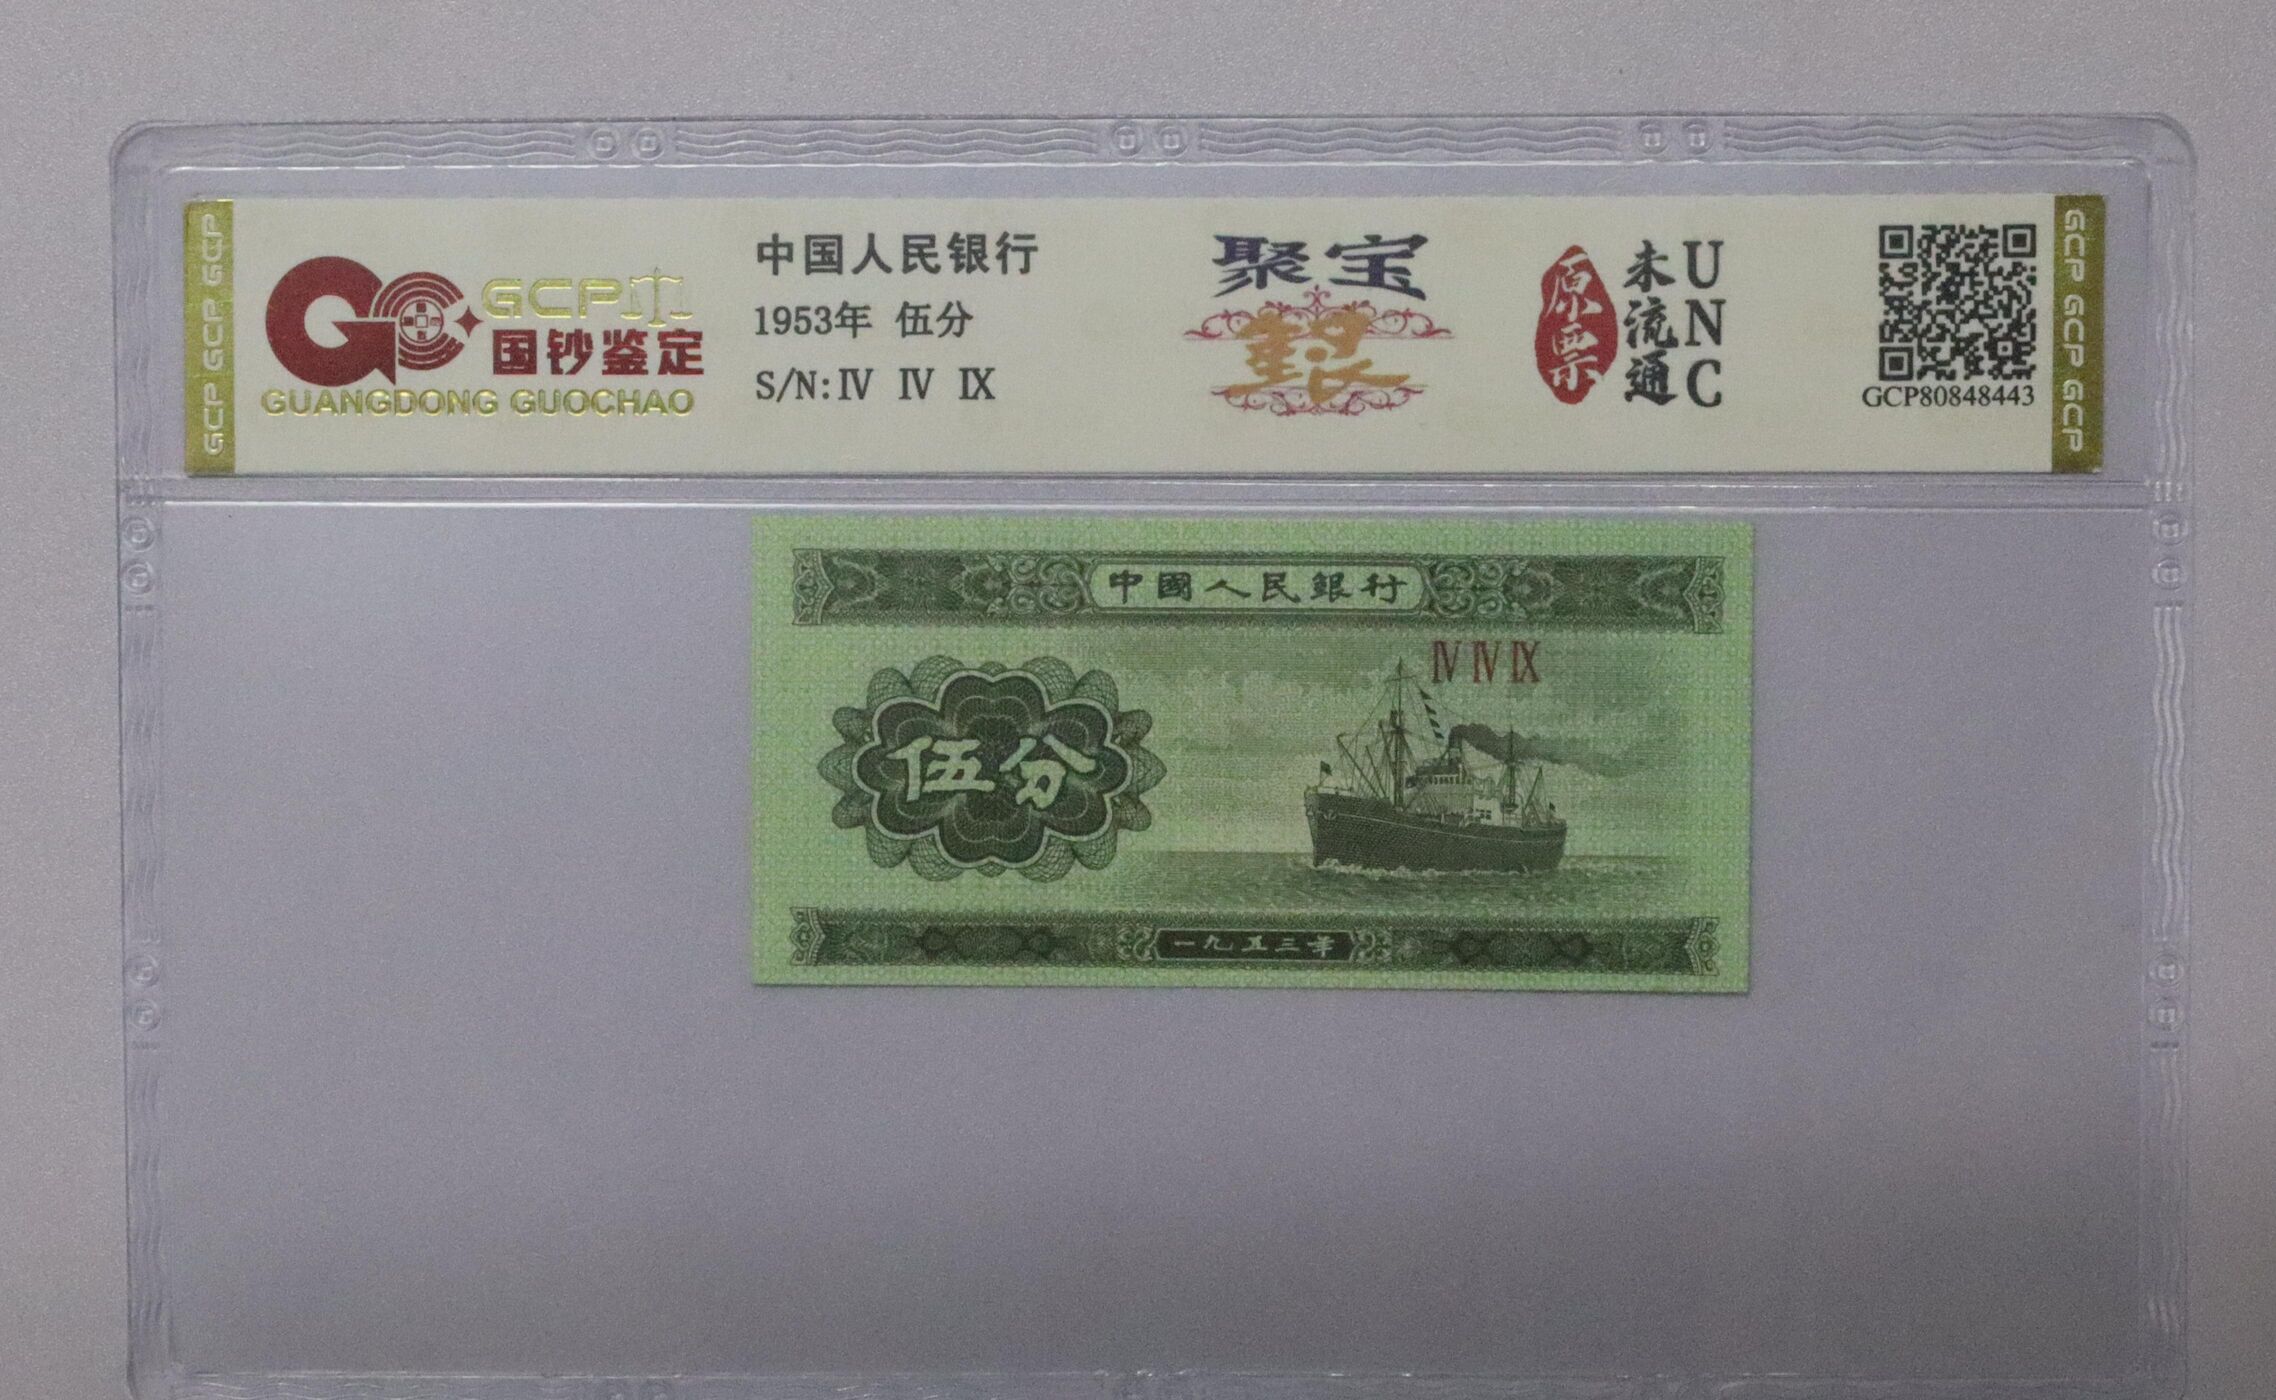 GCP GCP GCP
GCP
国钞鉴定
GUANGDONG GUOCHAO
中国人民银行
1953年 伍分
S/N:Ⅳ Ⅳ Ⅸ
聚宝
原票
未流通
UNC
GCP80848443
GCP GCP GCP
中國人民銀行
Ⅳ Ⅳ Ⅸ
伍分
一九五三年